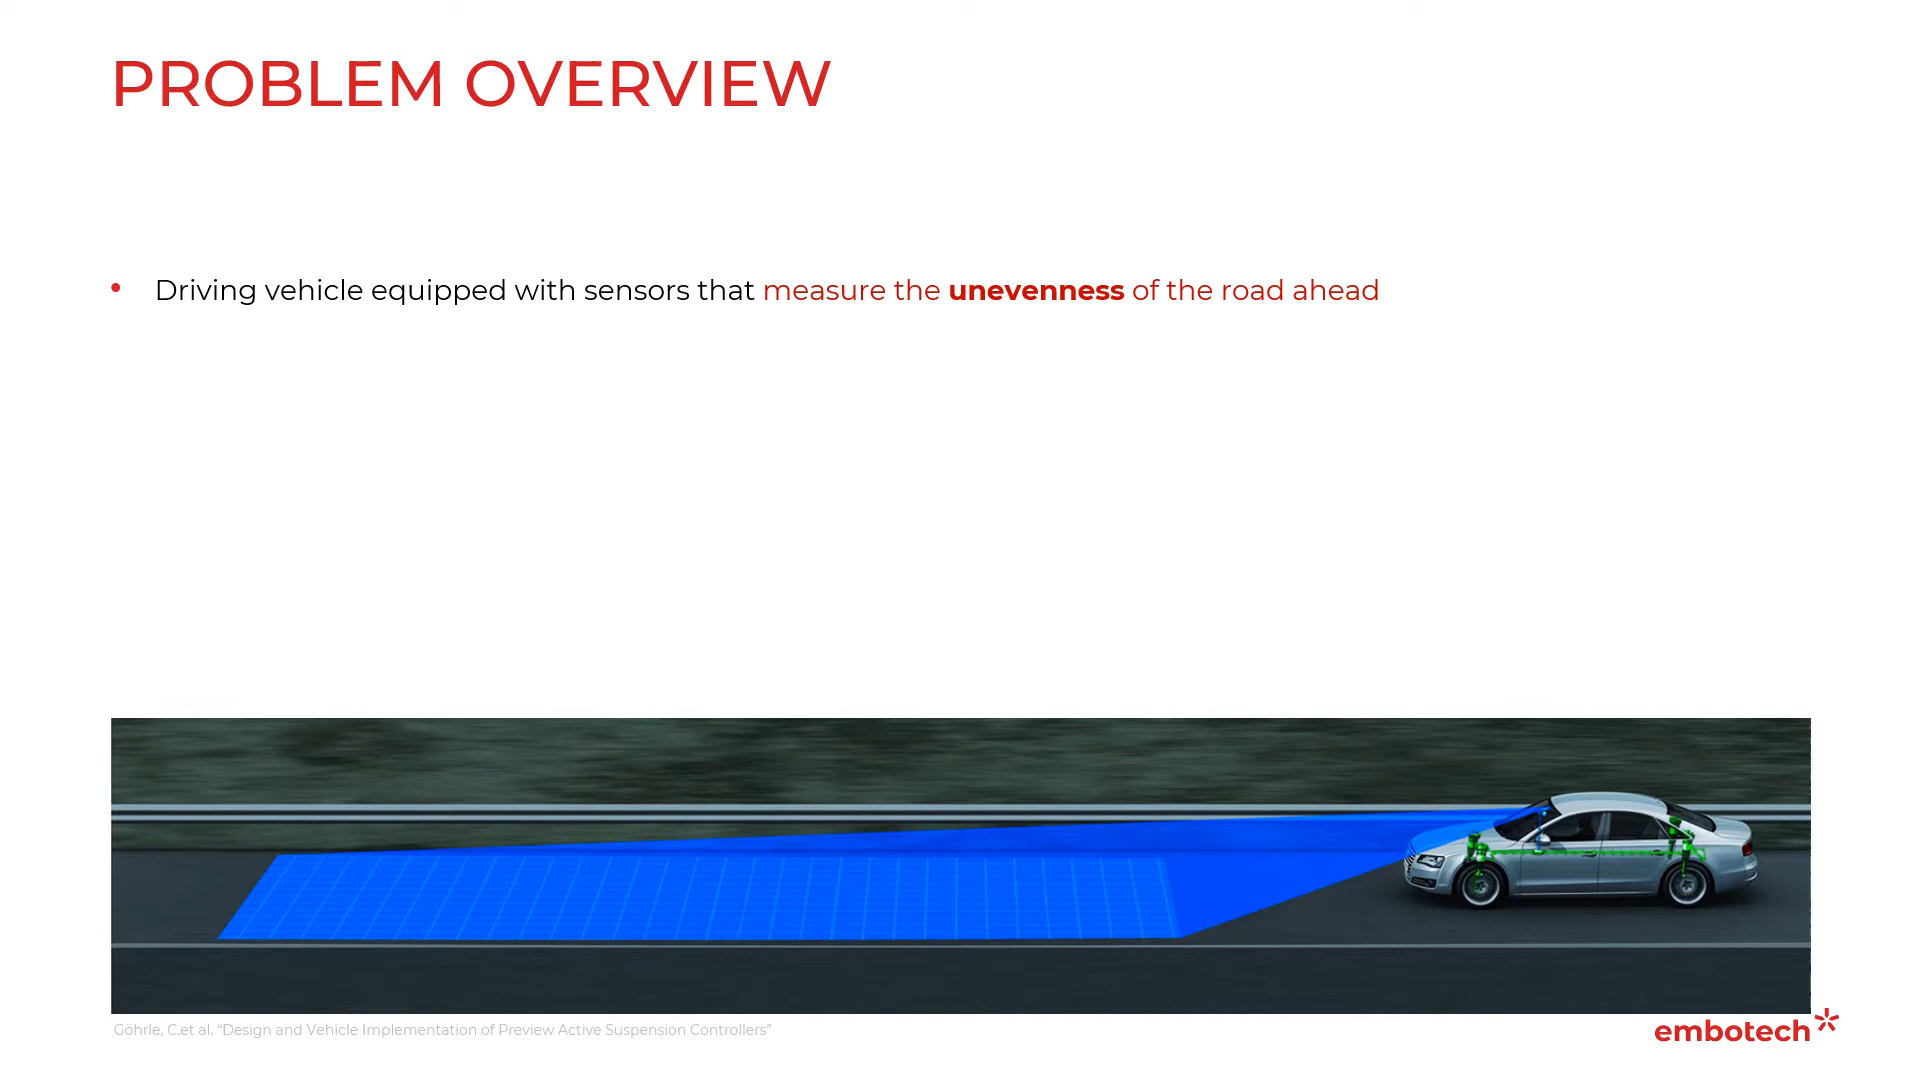 PROBLEM OVERVIEW
• Driving vehicle equipped with sensors that measure the unevenness of the road ahead
Göhrle, C.et al. “Design and Vehicle Implementation of Preview Active Suspension Controllers”
embotech